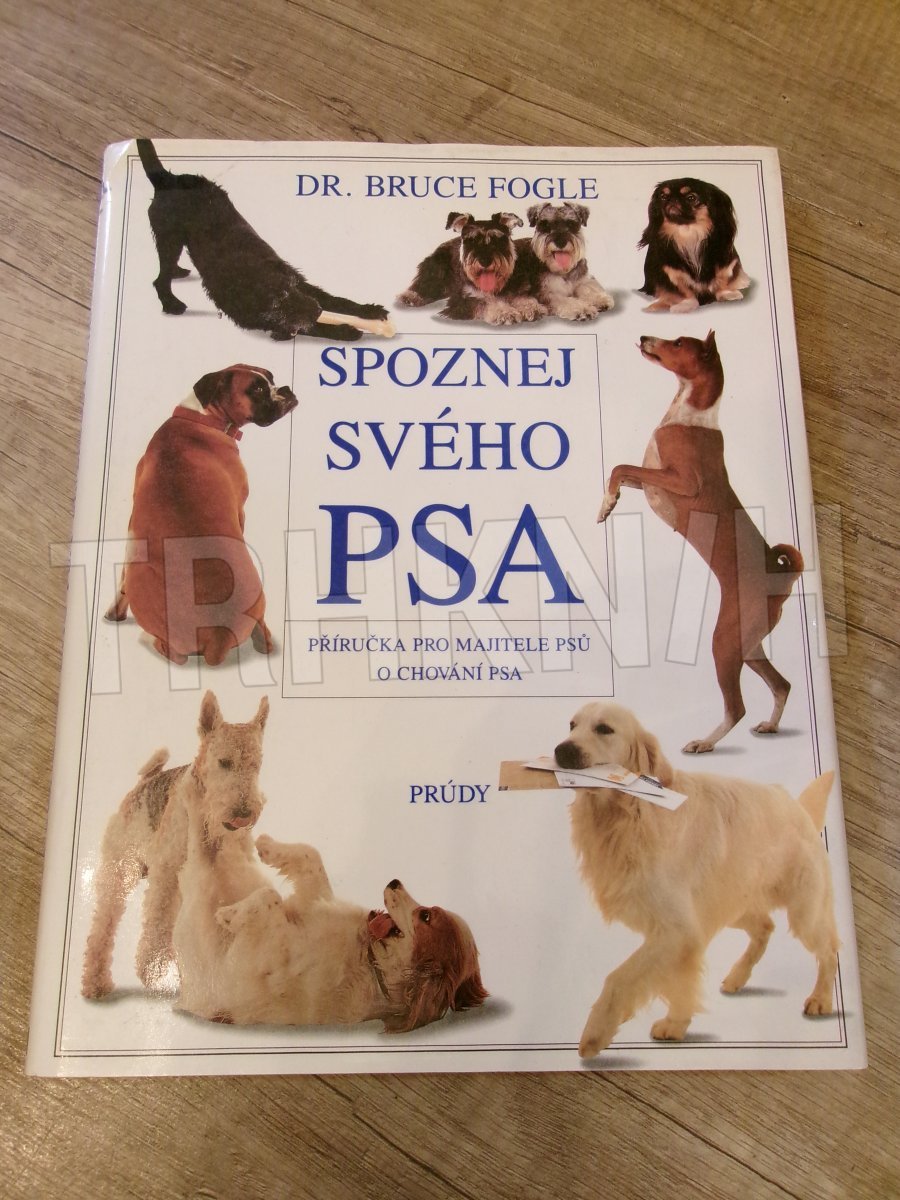 DR. BRUCE FOGLE
SPOZNEJ
SVÉHO
PSA
PŘÍRUČKA PRO MAJITELE PSŮ
O CHOVÁNÍ PSA
PRÚDY
TRHKNIH